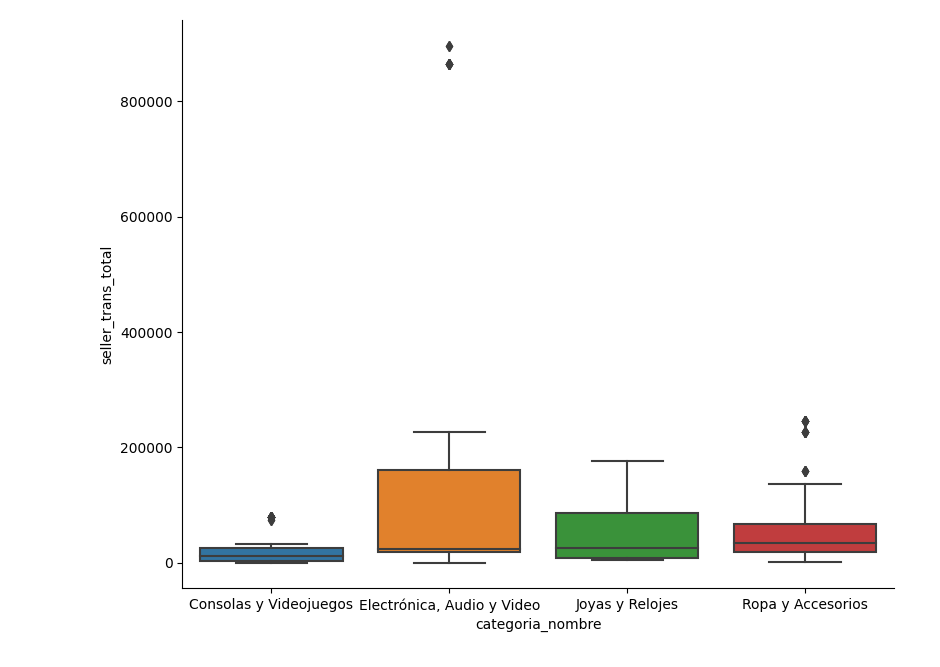 800000
600000
400000
200000
0
seller_trans_total
Consolas y Videojuegos Electrónica, Audio y Video Joyas y Relojes Ropa y Accesorios
categoria_nombre